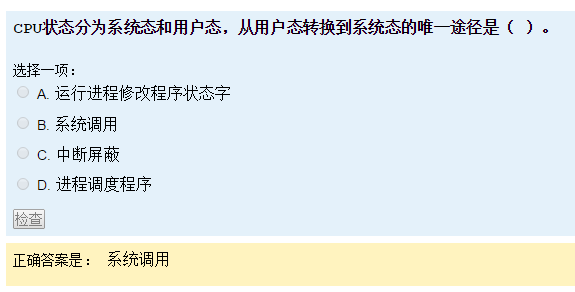 CPU状态分为系统态和用户态，从用户态转换到系统态的唯一途径是（ ）。
选择一项：
A. 运行进程修改程序状态字
B. 系统调用
C. 中断屏蔽
D. 进程调度程序
检查
正确答案是： 系统调用